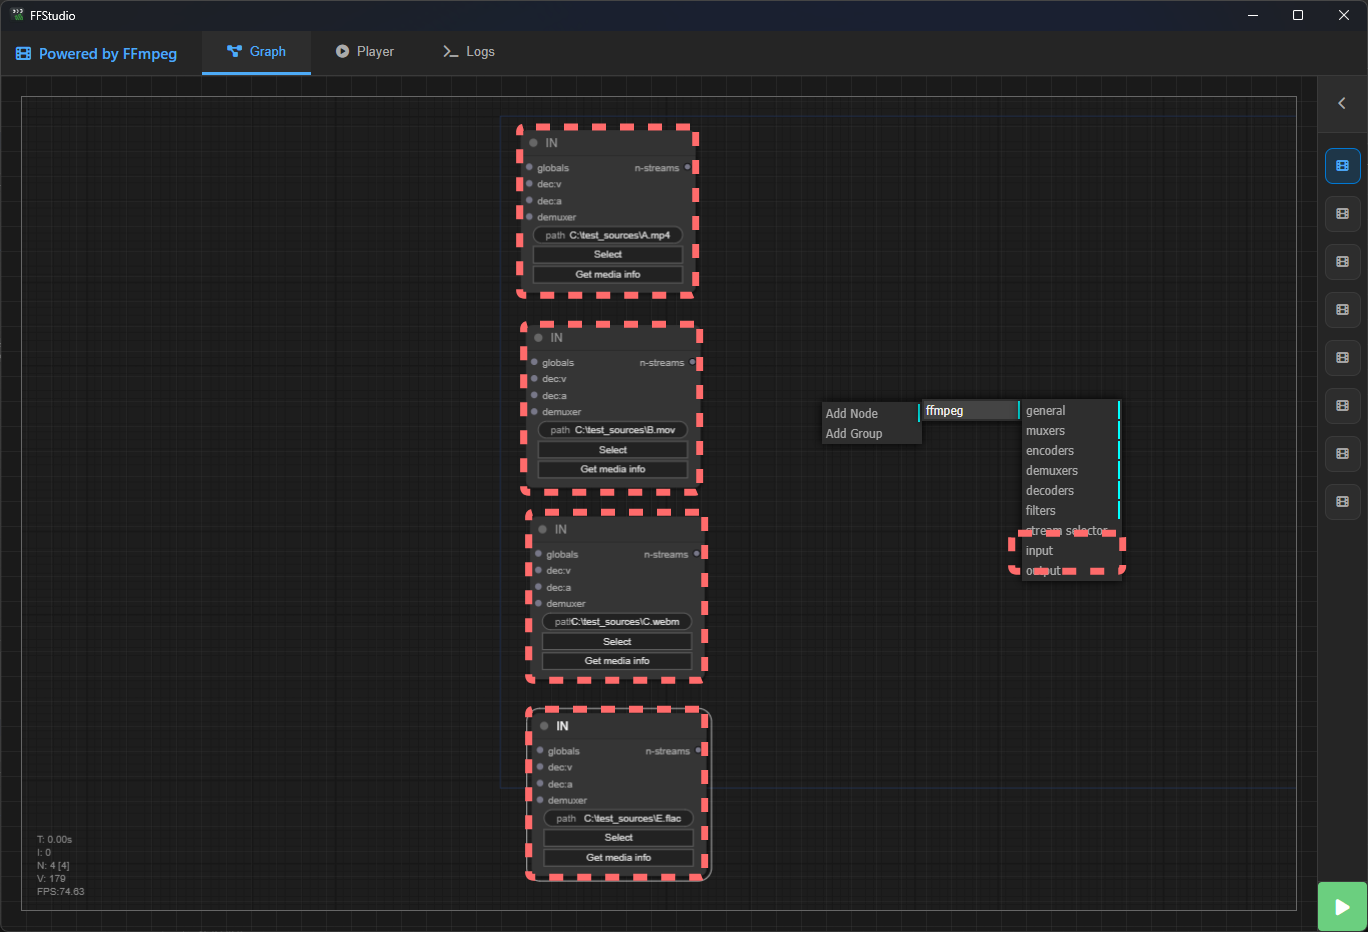 FFStudio
Powered by FFmpeg
Graph
Player
Logs
IN
globals n-streams
dec:v
dec:a
demuxer
path C:\test_sources\A.mp4
Select
Get media info
IN
globals n-streams
dec:v
dec:a
demuxer
path C:\test_sources\B.mov
Select
Get media info
IN
globals n-streams
dec:v
dec:a
demuxer
path C:\test_sources\C.webm
Select
Get media info
IN
globals n-streams
dec:v
dec:a
demuxer
path C:\test_sources\E.flac
Select
Get media info
Add Node
Add Group
ffmpeg
general
muxers
encoders
demuxers
decoders
filters
stream selector
input
output
T: 0.00s
I: 0
N: 4 [4]
V: 179
FPS:74.63